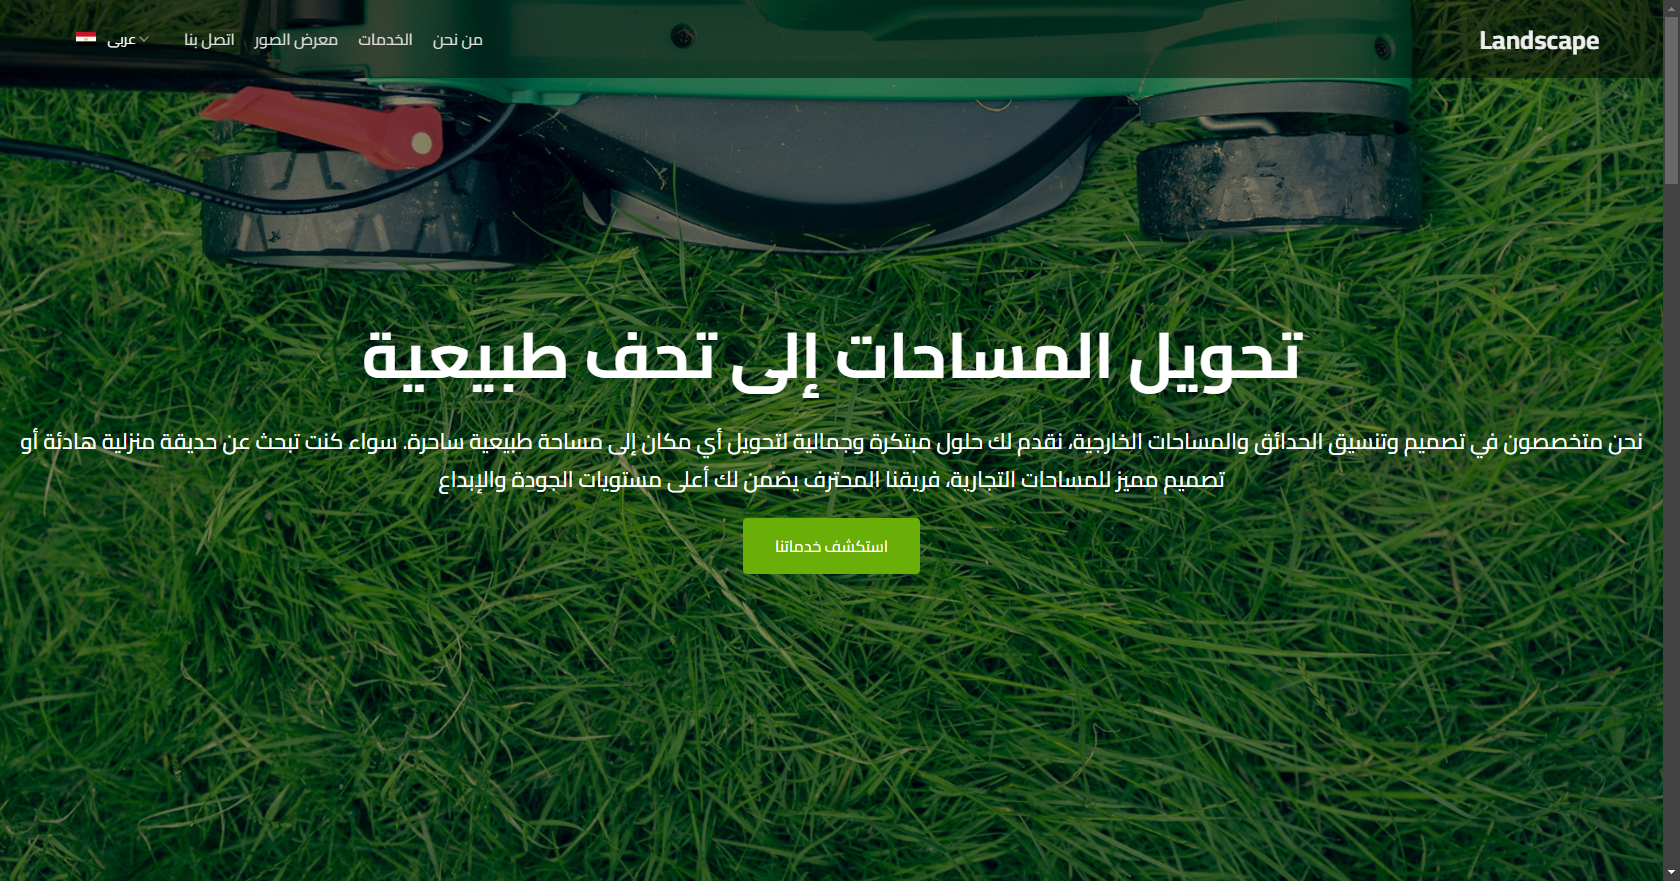 Landscape
من نحن
الخدمات
معرض الصور
اتصل بنا
عربى
تحويل المساحات إلى تحف طبيعية
نحن متخصصون في تصميم وتنسيق الحدائق والمساحات الخارجية، نقدم لك حلول مبتكرة وجمالية لتحويل أي مكان إلى مساحة طبيعية ساحرة. سواء كنت تبحث عن حديقة منزلية هادئة أو
تصميم مميز للمساحات التجارية، فريقنا المحترف يضمن لك أعلى مستويات الجودة والإبداع
استكشف خدماتنا